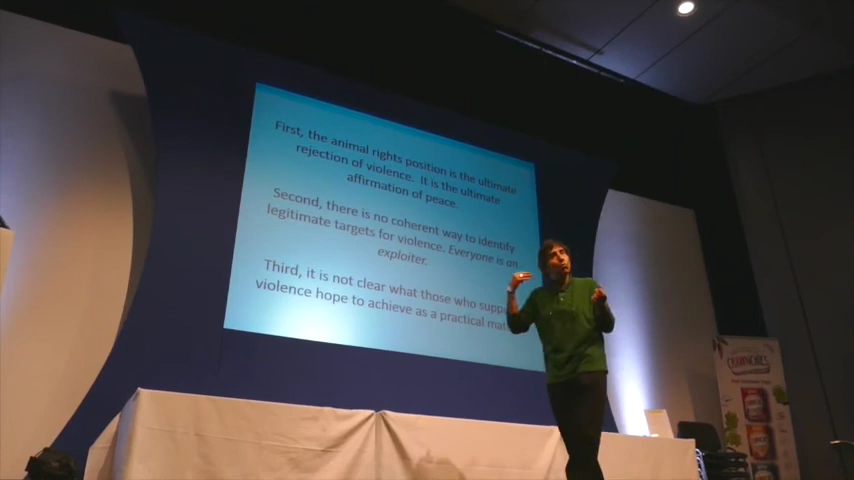 First, the animal rights position is the ultimate
rejection of violence. It is the ultimate
affirmation of peace.
Second, there is no coherent way to identify
legitimate targets for violence. Everyone is an
exploiter.
Third, it is not clear what those who
violence hope to achieve as a practical